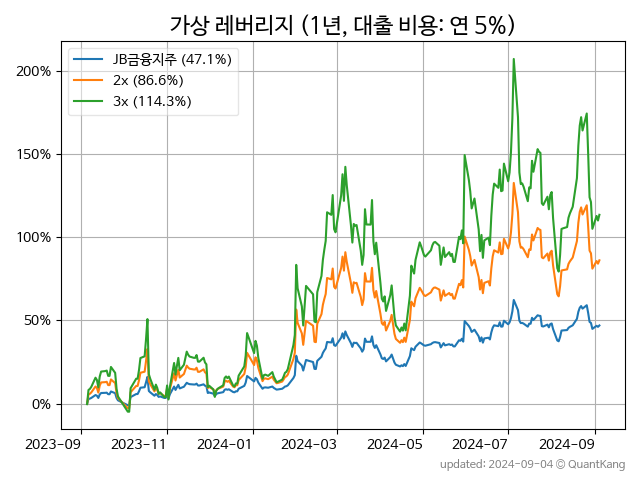 가상 레버리지 (1년, 대출 비용: 연 5%)
JB금융지주 (47.1%)
2x (86.6%)
3x (114.3%)
200%
150%
100%
50%
0%
2023-09 2023-11 2024-01 2024-03 2024-05 2024-07 2024-09
updated: 2024-09-04 © QuantKang